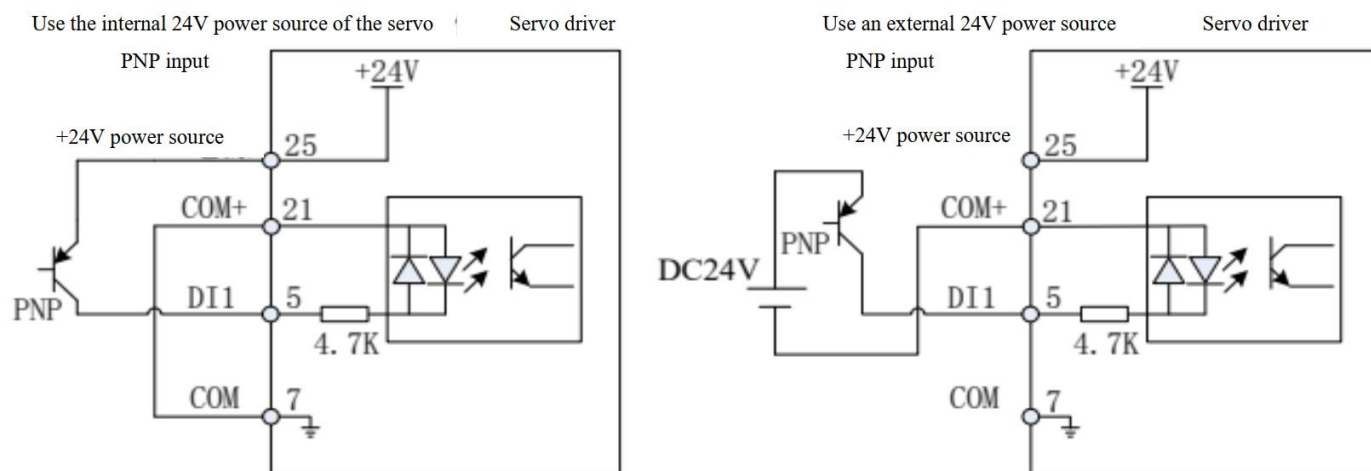 Use the internal 24V power source of the servo
Servo driver
PNP input
+24V
+24V power source
25
COM+
21
PNP
DI1
5
4.7K
COM
7
Use an external 24V power source
Servo driver
PNP input
+24V
+24V power source
25
COM+
21
PNP
DC24V
DI1
5
4.7K
COM
7